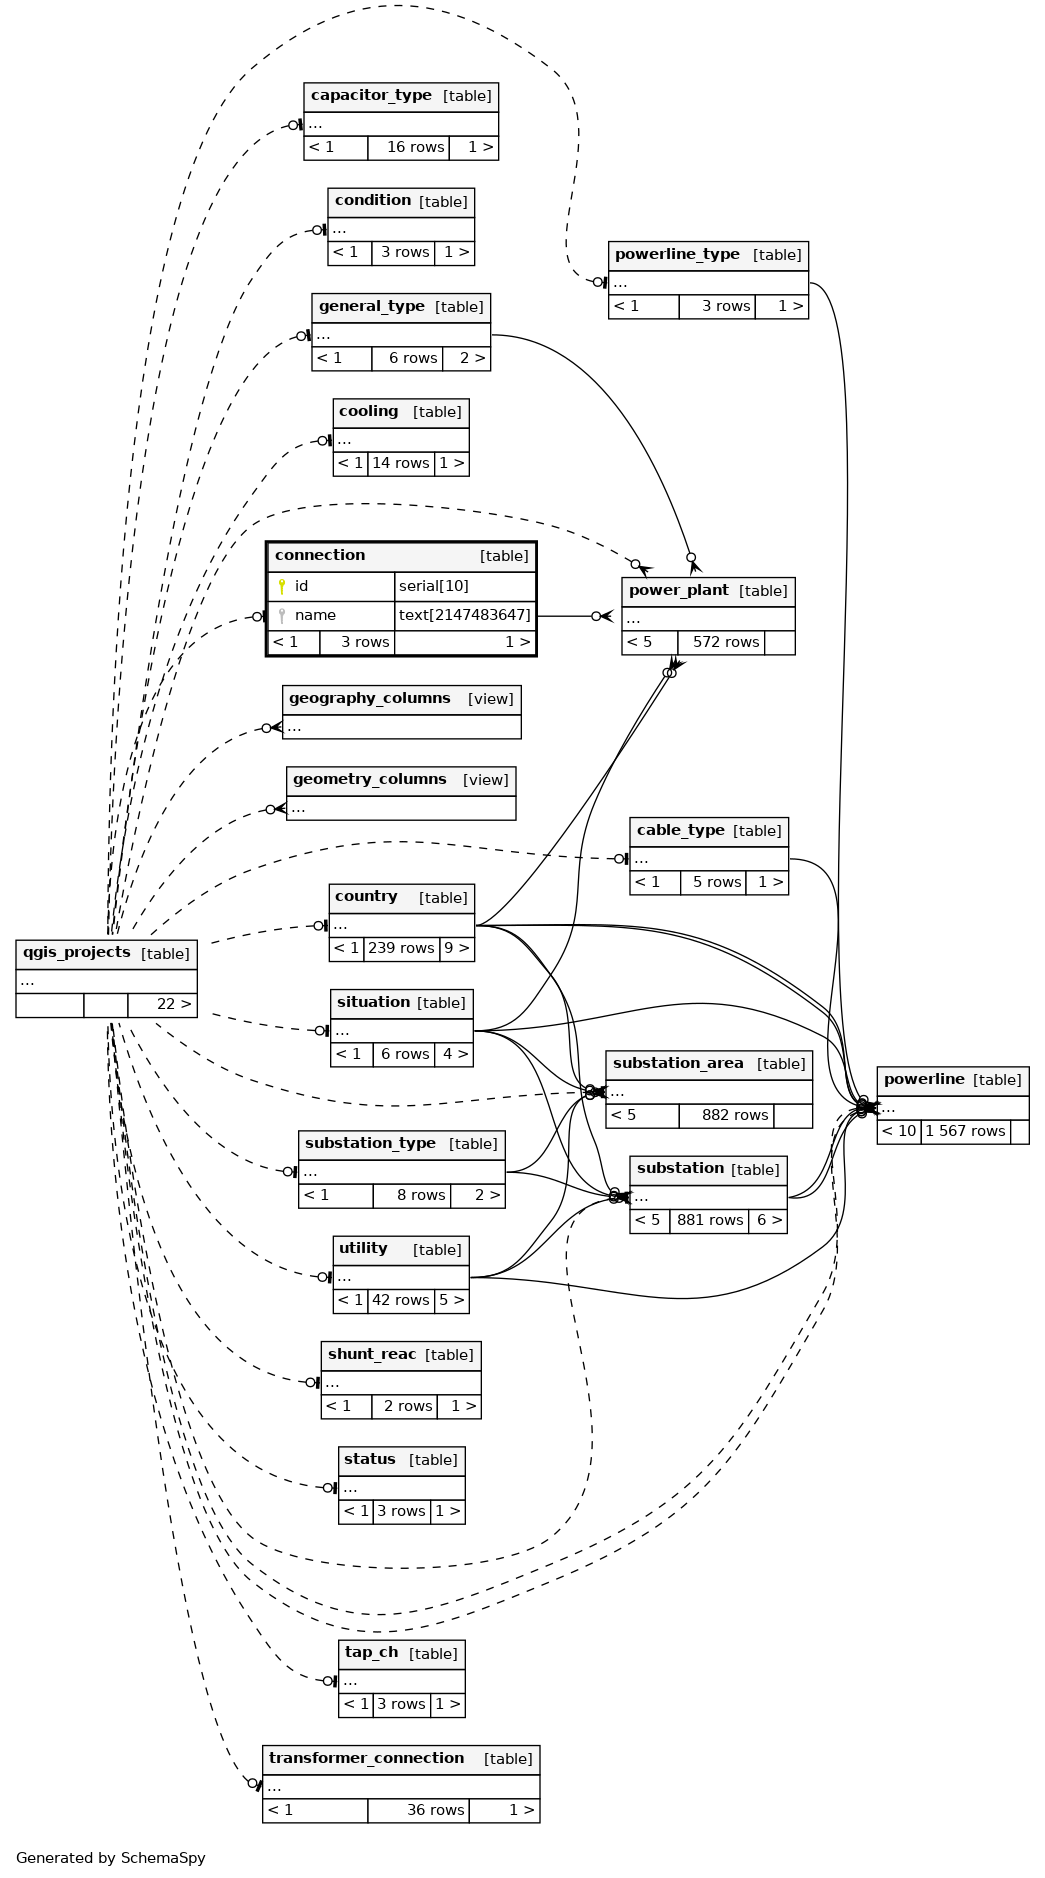 capacitor_type [table]
...
< 1 16 rows 1 >
condition [table]
...
< 1 3 rows 1 >
powerline_type [table]
...
< 1 3 rows 1 >
general_type [table]
...
< 1 6 rows 2 >
cooling [table]
...
< 1 14 rows 1 >
connection [table]
id serial[10]
name text[2147483647]
< 1 3 rows 1 >
power_plant [table]
...
< 5 572 rows
geography_columns [view]
...
geometry_columns [view]
...
cable_type [table]
...
< 1 5 rows 1 >
country [table]
...
< 1 239 rows 9 >
qgis_projects [table]
...
22 >
situation [table]
...
< 1 6 rows 4 >
substation_area [table]
...
< 5 882 rows
powerline [table]
...
< 10 1 567 rows
substation_type [table]
...
< 1 8 rows 2 >
substation [table]
...
< 5 881 rows 6 >
utility [table]
...
< 1 42 rows 5 >
shunt_reac [table]
...
< 1 2 rows 1 >
status [table]
...
< 1 3 rows 1 >
tap_ch [table]
...
< 1 3 rows 1 >
transformer_connection [table]
...
< 1 36 rows 1 >
Generated by SchemaSpy